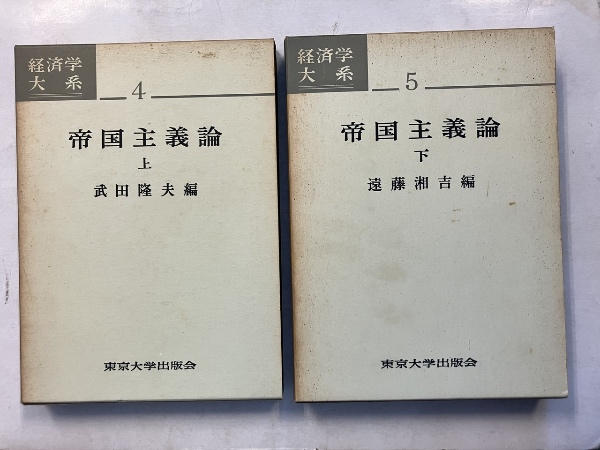 経済学
大系
4
帝国主義論
上
武田隆夫編
東京大学出版会
経済学
大系
5
帝国主義論
下
遠藤湘吉編
東京大学出版会